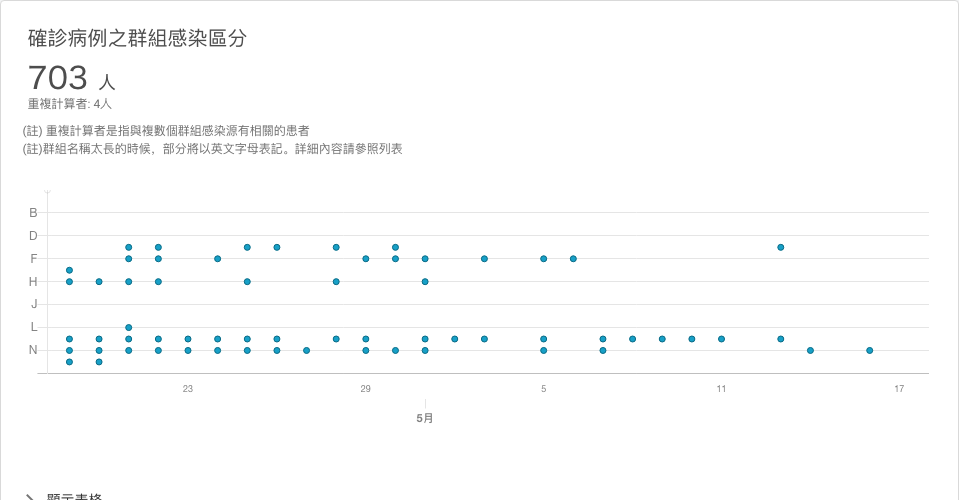 確診病例之群組感染區分
703 人
重複計算者: 4人
(註) 重複計算者是指與複數個群組感染源有相關的患者
(註)群組名稱太長的時候，部分將以英文字母表記。詳細內容請參照列表
B
D
F
H
J
L
N
23 29 5 11 17
5月
顯示表格